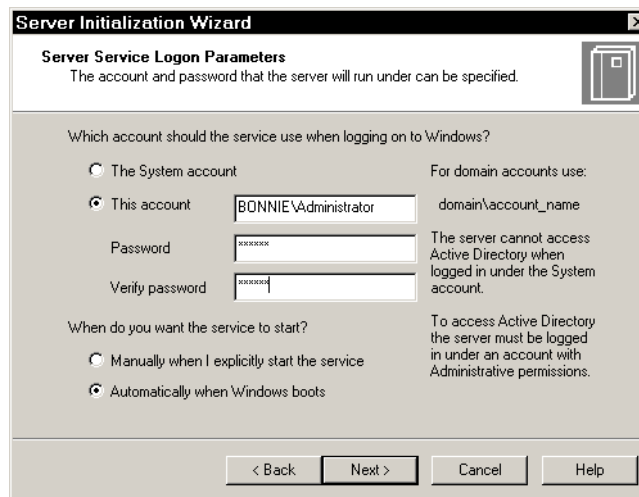 Server Initialization Wizard
Server Service Logon Parameters
The account and password that the server will run under can be specified.
Which account should the service use when logging on to Windows?
The System account
This account
BONNIE\Administrator
Password
xxxxxx
Verify password
xxxxxx
For domain accounts use:
domain\account_name
The server cannot access
Active Directory when
logged in under the System
account.
To access Active Directory
the server must be logged
in under an account with
Administrative permissions.
When do you want the service to start?
Manually when I explicitly start the service
Automatically when Windows boots
< Back
Next >
Cancel
Help